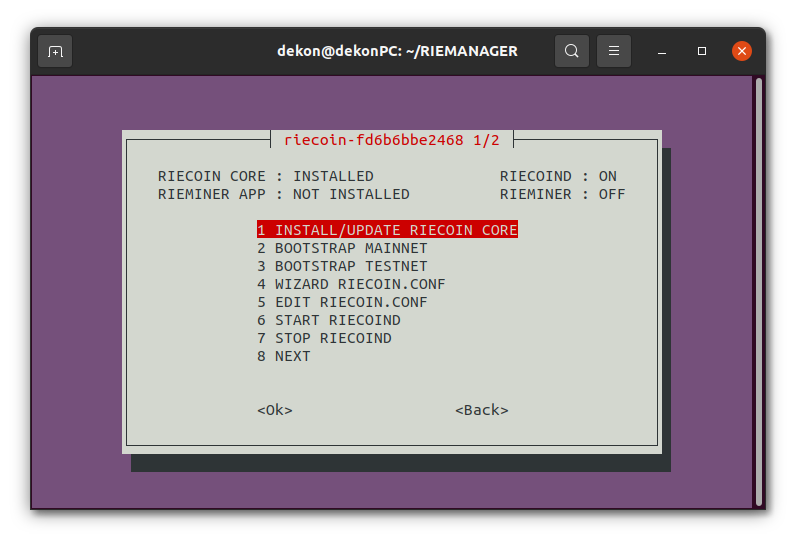 dekon@dekonPC: ~/RIEMANAGER
riecoin-fd6b6bbe2468 1/2
RIECOIN CORE : INSTALLED RIECOIND : ON
RIEMINER APP : NOT INSTALLED RIEMINER : OFF
1 INSTALL/UPDATE RIECOIN CORE
2 BOOTSTRAP MAINNET
3 BOOTSTRAP TESTNET
4 WIZARD RIECOIN.CONF
5 EDIT RIECOIN.CONF
6 START RIECOIND
7 STOP RIECOIND
8 NEXT
<Ok> <Back>